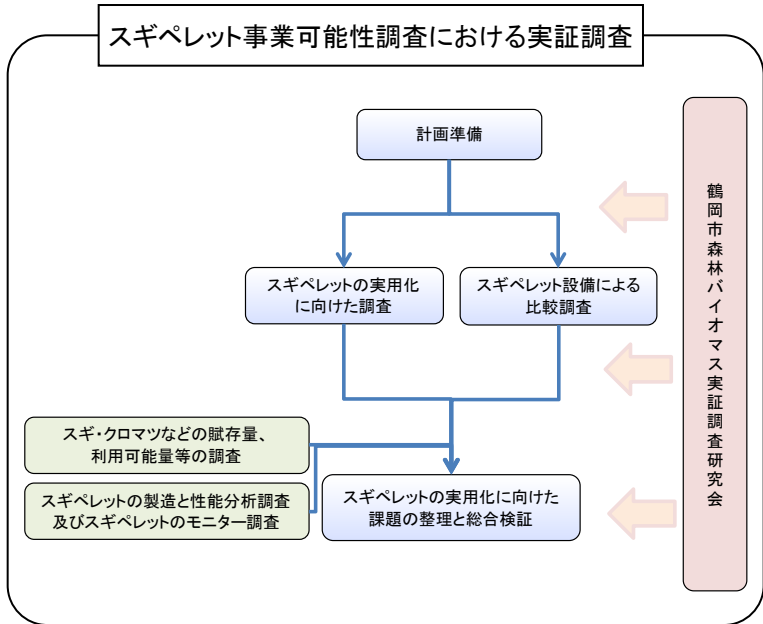 スギペレット事業可能性調査における実証調査
計画準備
スギペレットの実用化
に向けた調査
スギペレット設備による
比較調査
スギ・クロマツなどの賦存量、
利用可能量等の調査
スギペレットの製造と性能分析調査
及びスギペレットのモニター調査
スギペレットの実用化に向けた
課題の整理と総合検証
鶴岡市森林バイオマス実証調査研究会